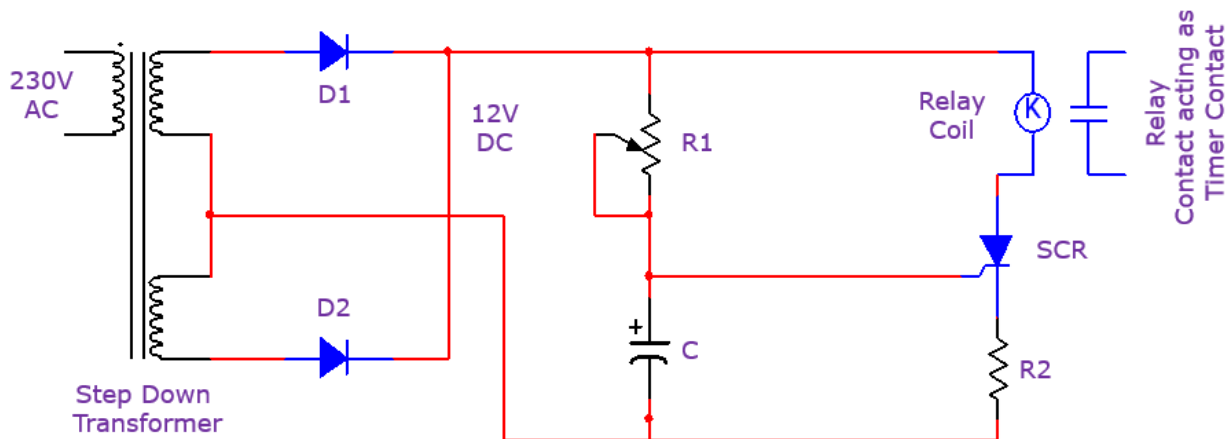 230V
AC
D1
12V
DC
R1
Relay
Coil
K
Relay
Contact acting as
Timer Contact
SCR
D2
+
C
R2
Step Down
Transformer